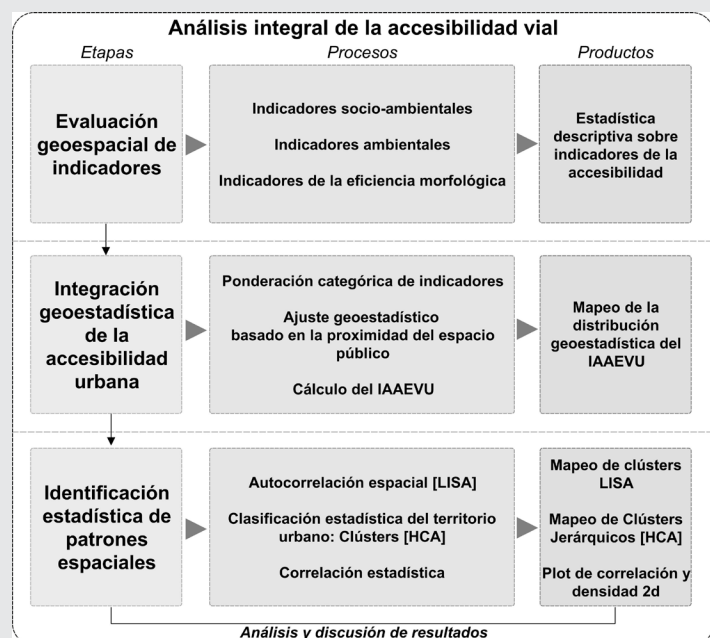 Análisis integral de la accesibilidad vial
Etapas
Procesos
Productos
Evaluación
geoespacial de
indicadores
Indicadores socio-ambientales
Indicadores ambientales
Indicadores de la eficiencia morfológica
Estadística
descriptiva sobre
indicadores de la
accesibilidad
Integración
geoestadística
de la
accesibilidad
urbana
Ponderación categórica de indicadores
Ajuste geoestadístico
basado en la proximidad del espacio
público
Cálculo del IAAEVU
Mapeo de la
distribución
geoestadística del
IAAEVU
Identificación
estadística de
patrones
espaciales
Autocorrelación espacial [LISA]
Clasificación estadística del territorio
urbano: Clústers [HCA]
Correlación estadística
Mapeo de clústers
LISA
Mapeo de Clústers
Jerárquicos [HCA]
Plot de correlación y
densidad 2d
Análisis y discusión de resultados